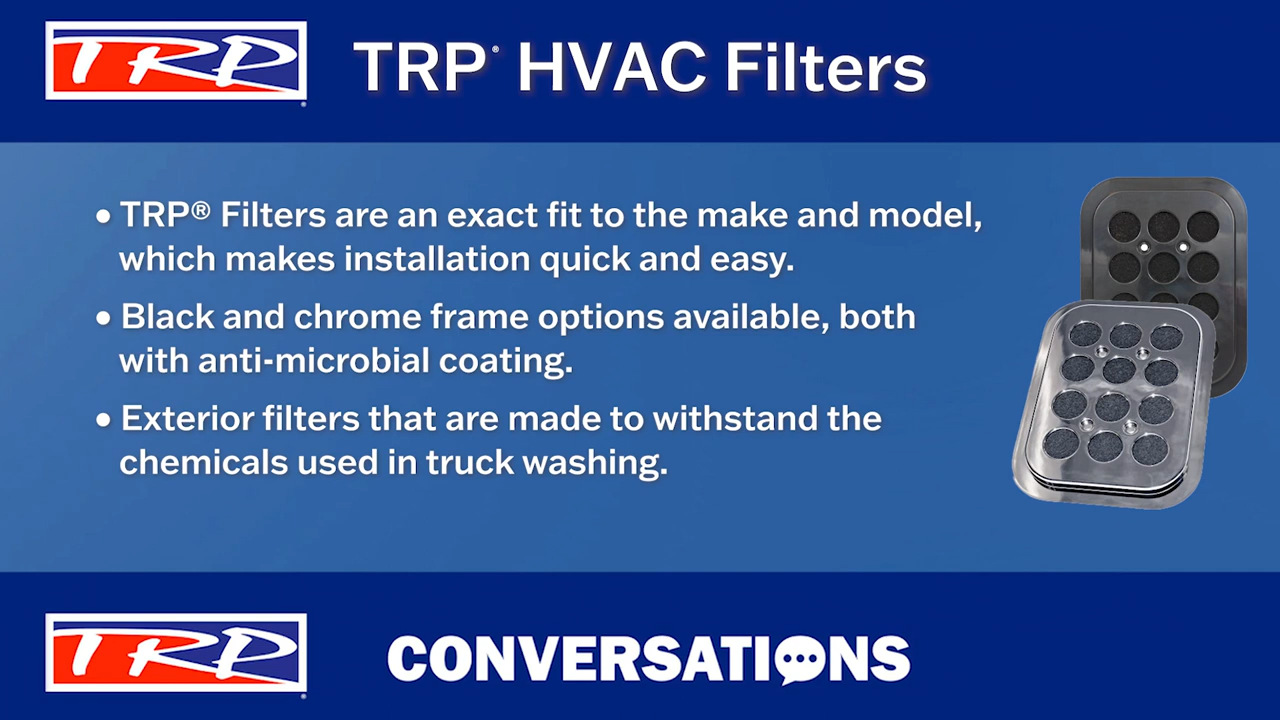 TRP®
TRP® HVAC Filters
• TRP® Filters are an exact fit to the make and model,
which makes installation quick and easy.
• Black and chrome frame options available, both
with anti-microbial coating.
• Exterior filters that are made to withstand the
chemicals used in truck washing.
TRP®
CONVERSATIONS